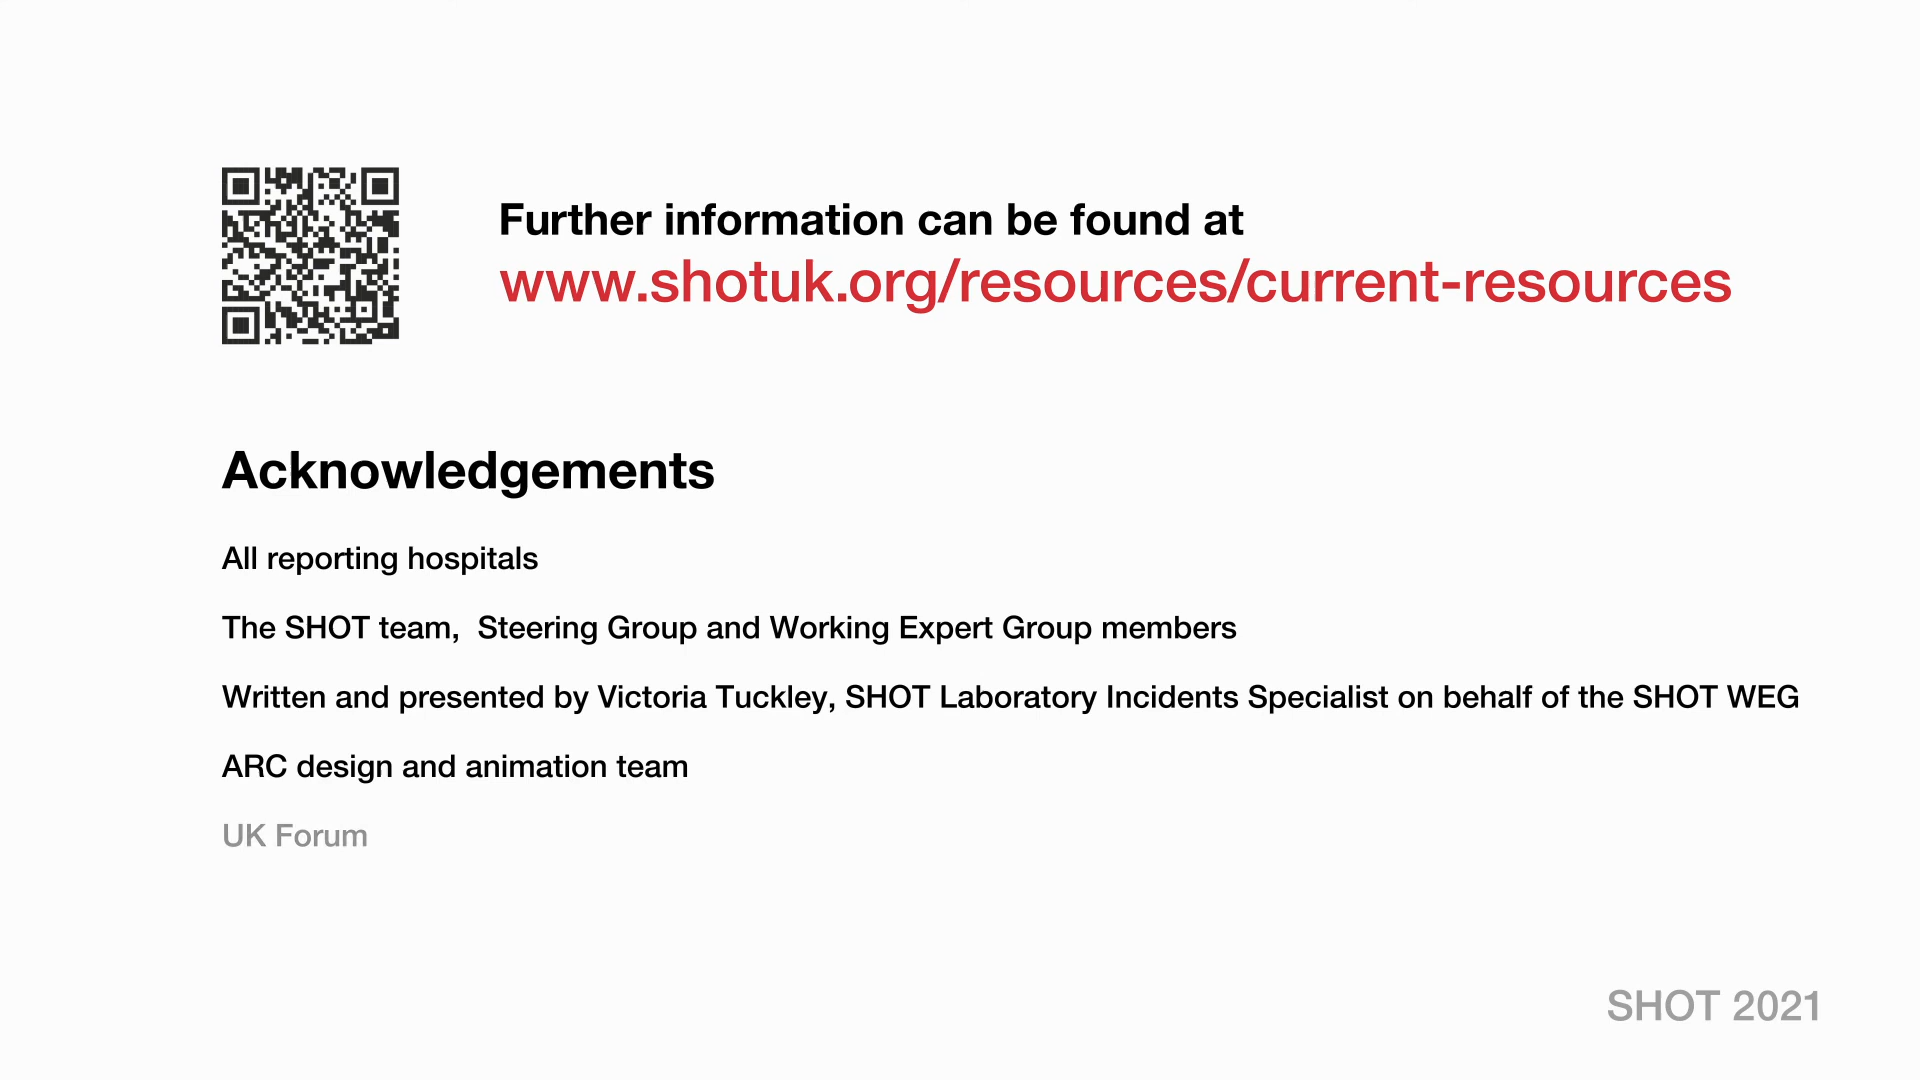 Further information can be found at
www.shotuk.org/resources/current-resources
Acknowledgements
All reporting hospitals
The SHOT team,  Steering Group and Working Expert Group members
Written and presented by Victoria Tuckley, SHOT Laboratory Incidents Specialist on behalf of the SHOT WEG
ARC design and animation team
UK Forum
SHOT 2021